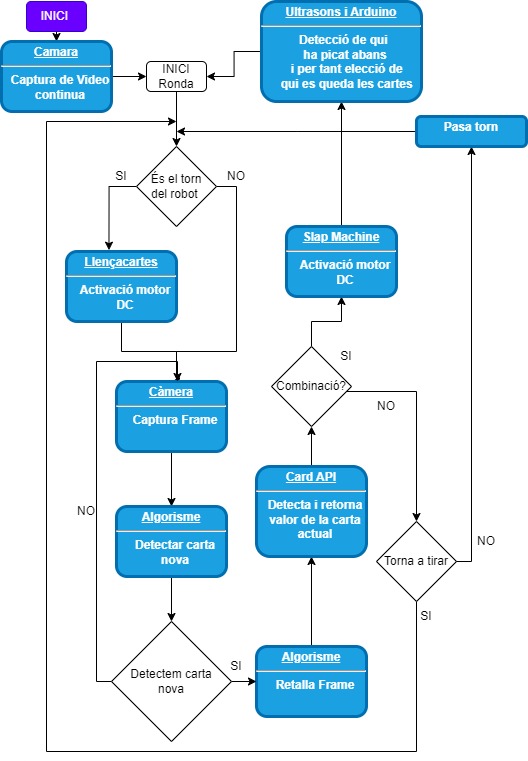 INICI
Camara
Captura de Video
continua
INICI
Ronda
Ultrasons i Arduino
Detecció de qui
ha picat abans
i per tant elecció de
qui es queda les cartes
Pasa torn
SI
És el torn
del robot
NO
Llençacartes
Activació motor
DC
Slap Machine
Activació motor
DC
SI
Combinació?
NO
Càmera
Captura Frame
Card API
Detecta i retorna
valor de la carta
actual
NO
Algorisme
Detectar carta
nova
Torna a tirar
NO
SI
Detectem carta
nova
SI
Algorisme
Retalla Frame